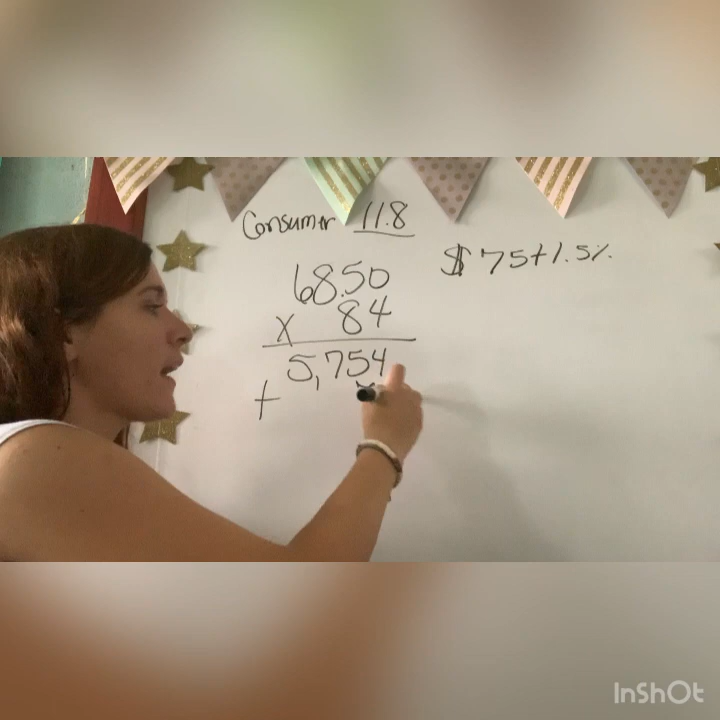 Consumer 11.8
$75+1.5%
68.50
x 84
5,754
+
InShOt